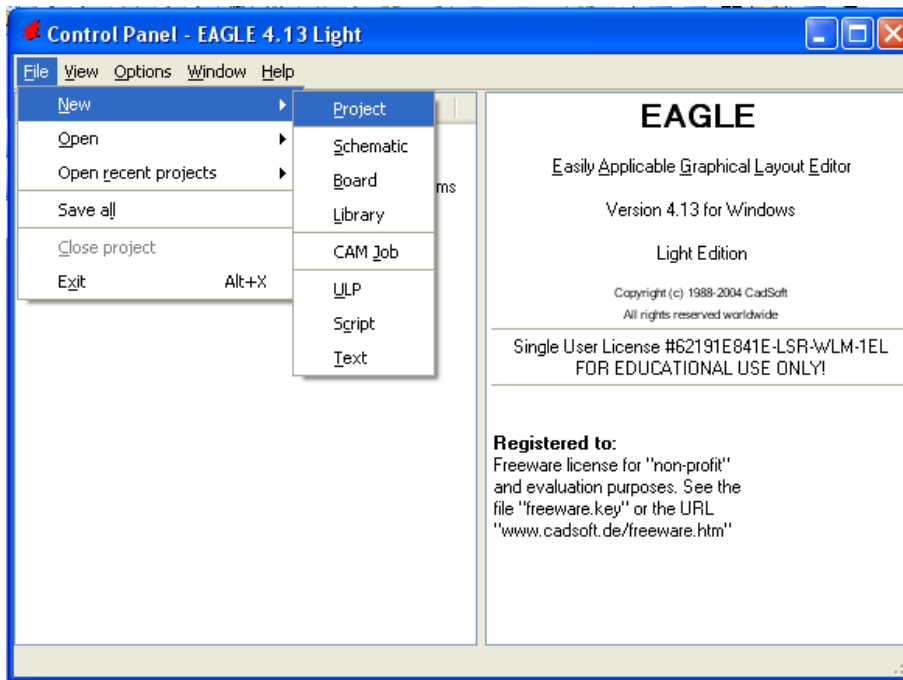 Control Panel - EAGLE 4.13 Light
File View Options Window Help
New
Open
Open recent projects
Save all
Close project
Exit Alt+X
Project
Schematic
Board
Library
CAM Job
ULP
Script
Text
ms
EAGLE
Easily Applicable Graphical Layout Editor
Version 4.13 for Windows
Light Edition
Copyright (c) 1988-2004 CadSoft
All rights reserved worldwide
Single User License #62191E841E-LSR-WLM-1EL
FOR EDUCATIONAL USE ONLY!
Registered to:
Freeware license for "non-profit"
and evaluation purposes. See the
file "freeware.key" or the URL
"www.cadsoft.de/freeware.htm"